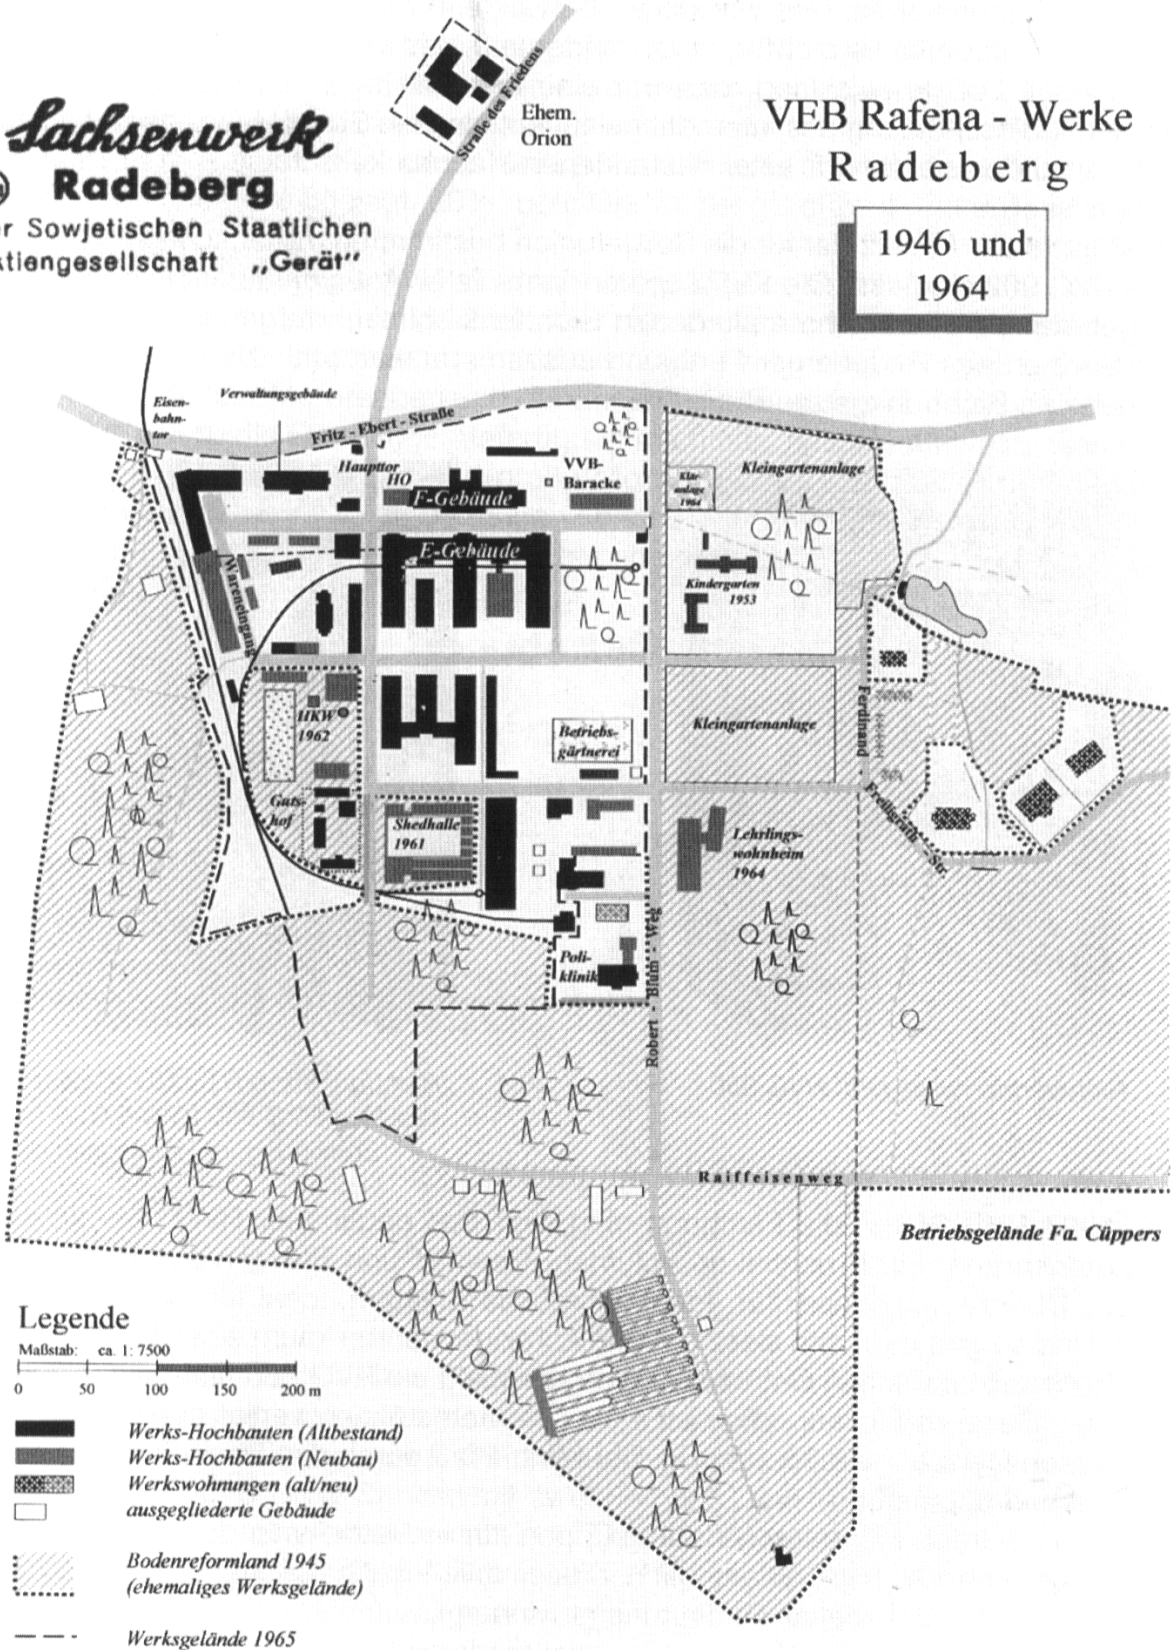 Sachsenwerk
Radeberg
er Sowjetischen Staatlichen
ktiengesellschaft „Gerät“
Straße des Friedens
Ehem.
Orion
VEB Rafena - Werke
Radeberg
1946 und
1964
Eisen-
bahn-
tor
Verwaltungsgebäude
Fritz - Ebert - Straße
Haupttor
HO
F-Gebäude
VVB-
Baracke
Klär-
anlage
1964
Kleingartenanlage
E-Gebäude
Wareneingang
Kindergarten
1953
HKW
1962
Betriebs-
gärtnerei
Kleingartenanlage
Ferdinand - Freiligrath - Str.
Guts-
hof
Shedhalle
1961
Lehrlings-
wohnheim
1964
Poli-
klinik
Robert - Blum - Weg
Raiffeisenweg
Betriebsgelände Fa. Cüppers
Legende
Maßstab: ca. 1: 7500
0 50 100 150 200 m
Werks-Hochbauten (Altbestand)
Werks-Hochbauten (Neubau)
Werkswohnungen (alt/neu)
ausgegliederte Gebäude
Bodenreformland 1945
(ehemaliges Werksgelände)
Werksgelände 1965